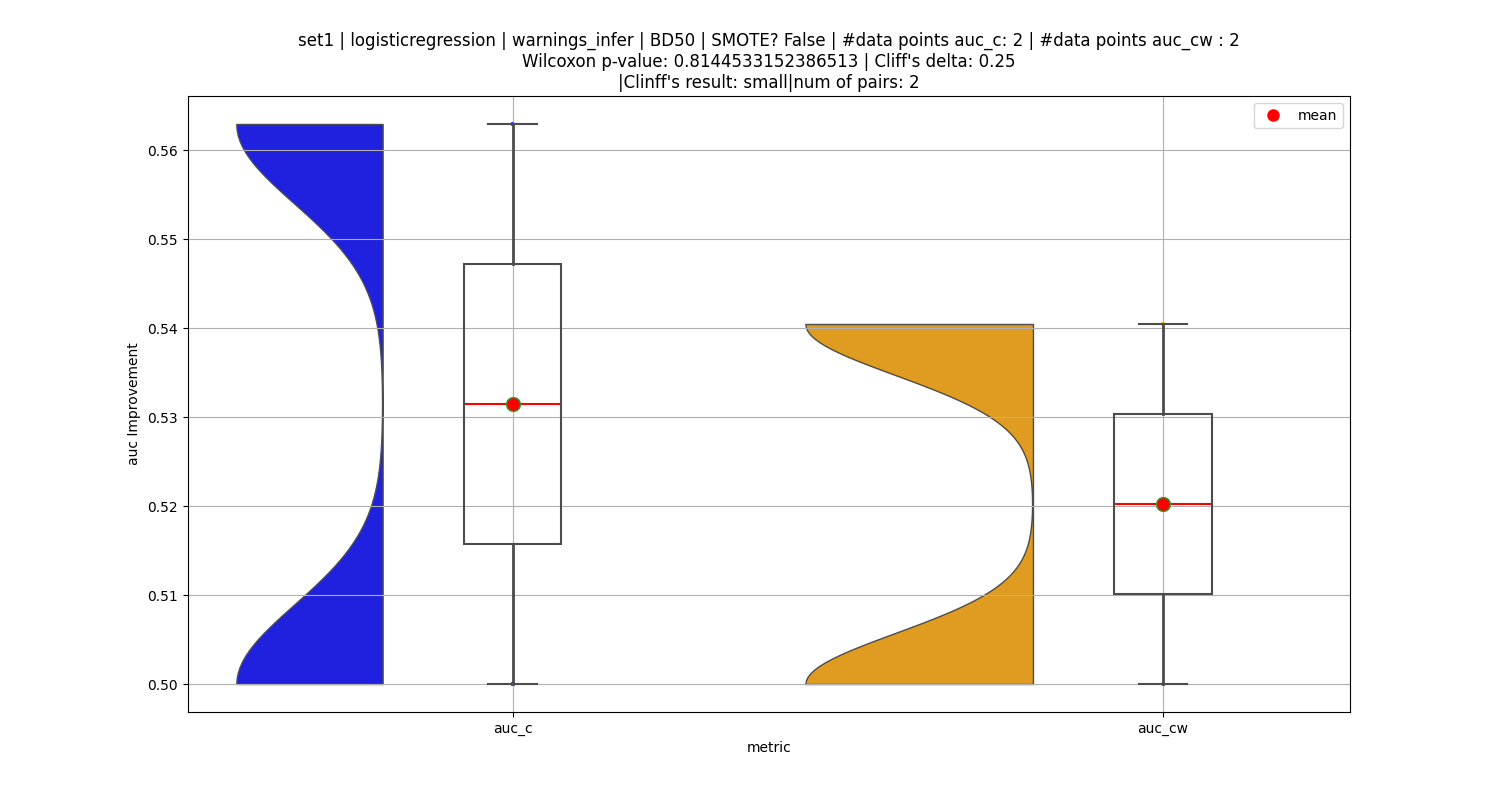 set1 | logisticregression | warnings_infer | BD50 | SMOTE? False | #data points auc_c: 2 | #data points auc_cw : 2
Wilcoxon p-value: 0.8144533152386513 | Cliff's delta: 0.25
|Clinff's result: small|num of pairs: 2
mean
0.56
0.55
0.54
0.53
0.52
0.51
0.50
auc Improvement
auc_c
auc_cw
metric